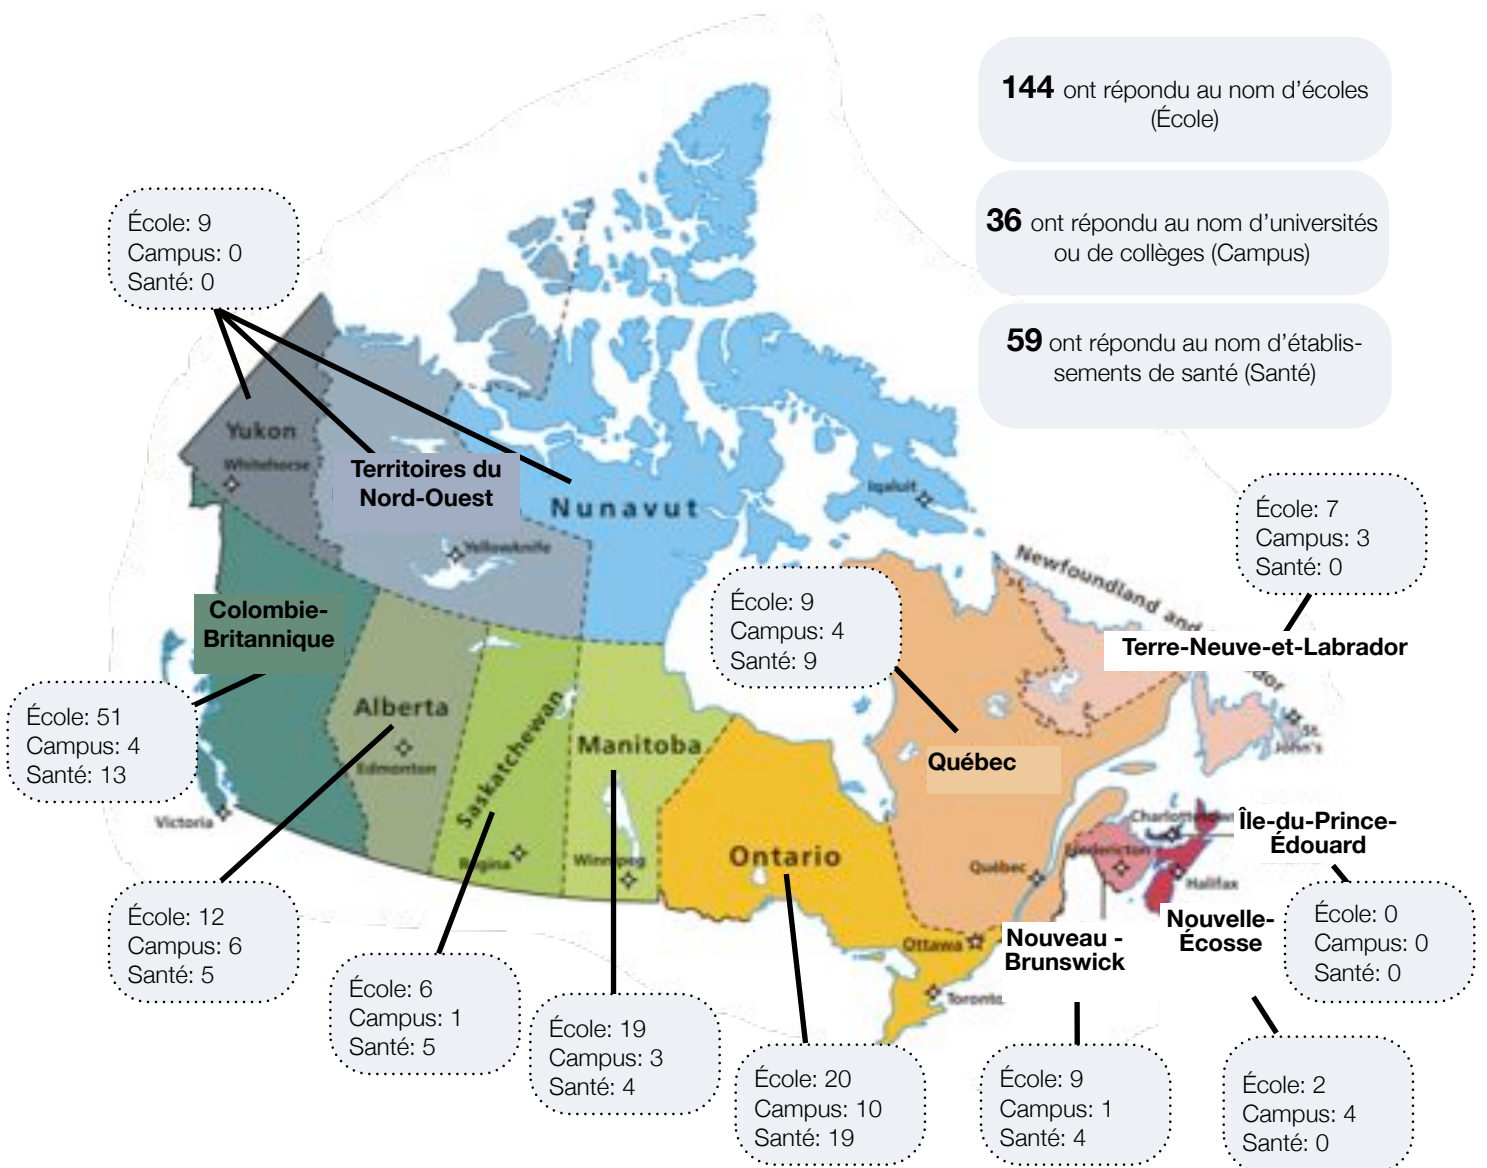 144 ont répondu au nom d'écoles
(École)
36 ont répondu au nom d'universités
ou de collèges (Campus)
59 ont répondu au nom d'établis-
sements de santé (Santé)
École: 9
Campus: 0
Santé: 0
Yukon
Whitehorse
Territoires du
Nord-Ouest
Yellowknife
Nunavut
Iqaluit
École: 7
Campus: 3
Santé: 0
Newfoundland and
dor
Terre-Neuve-et-Labrador
St.
John's
Colombie-
Britannique
École: 51
Campus: 4
Santé: 13
Victoria
Alberta
Edmonton
École: 12
Campus: 6
Santé: 5
Saskatchewan
Regina
École: 6
Campus: 1
Santé: 5
Manitoba
Winnipeg
École: 19
Campus: 3
Santé: 4
Ontario
Ottawa
Toronto
École: 20
Campus: 10
Santé: 19
École: 9
Campus: 4
Santé: 9
Québec
Québec
Nouveau -
Brunswick
Fredericton
École: 9
Campus: 1
Santé: 4
Charlottetown
Île-du-Prince-
Édouard
École: 0
Campus: 0
Santé: 0
Halifax
Nouvelle-
Écosse
École: 2
Campus: 4
Santé: 0